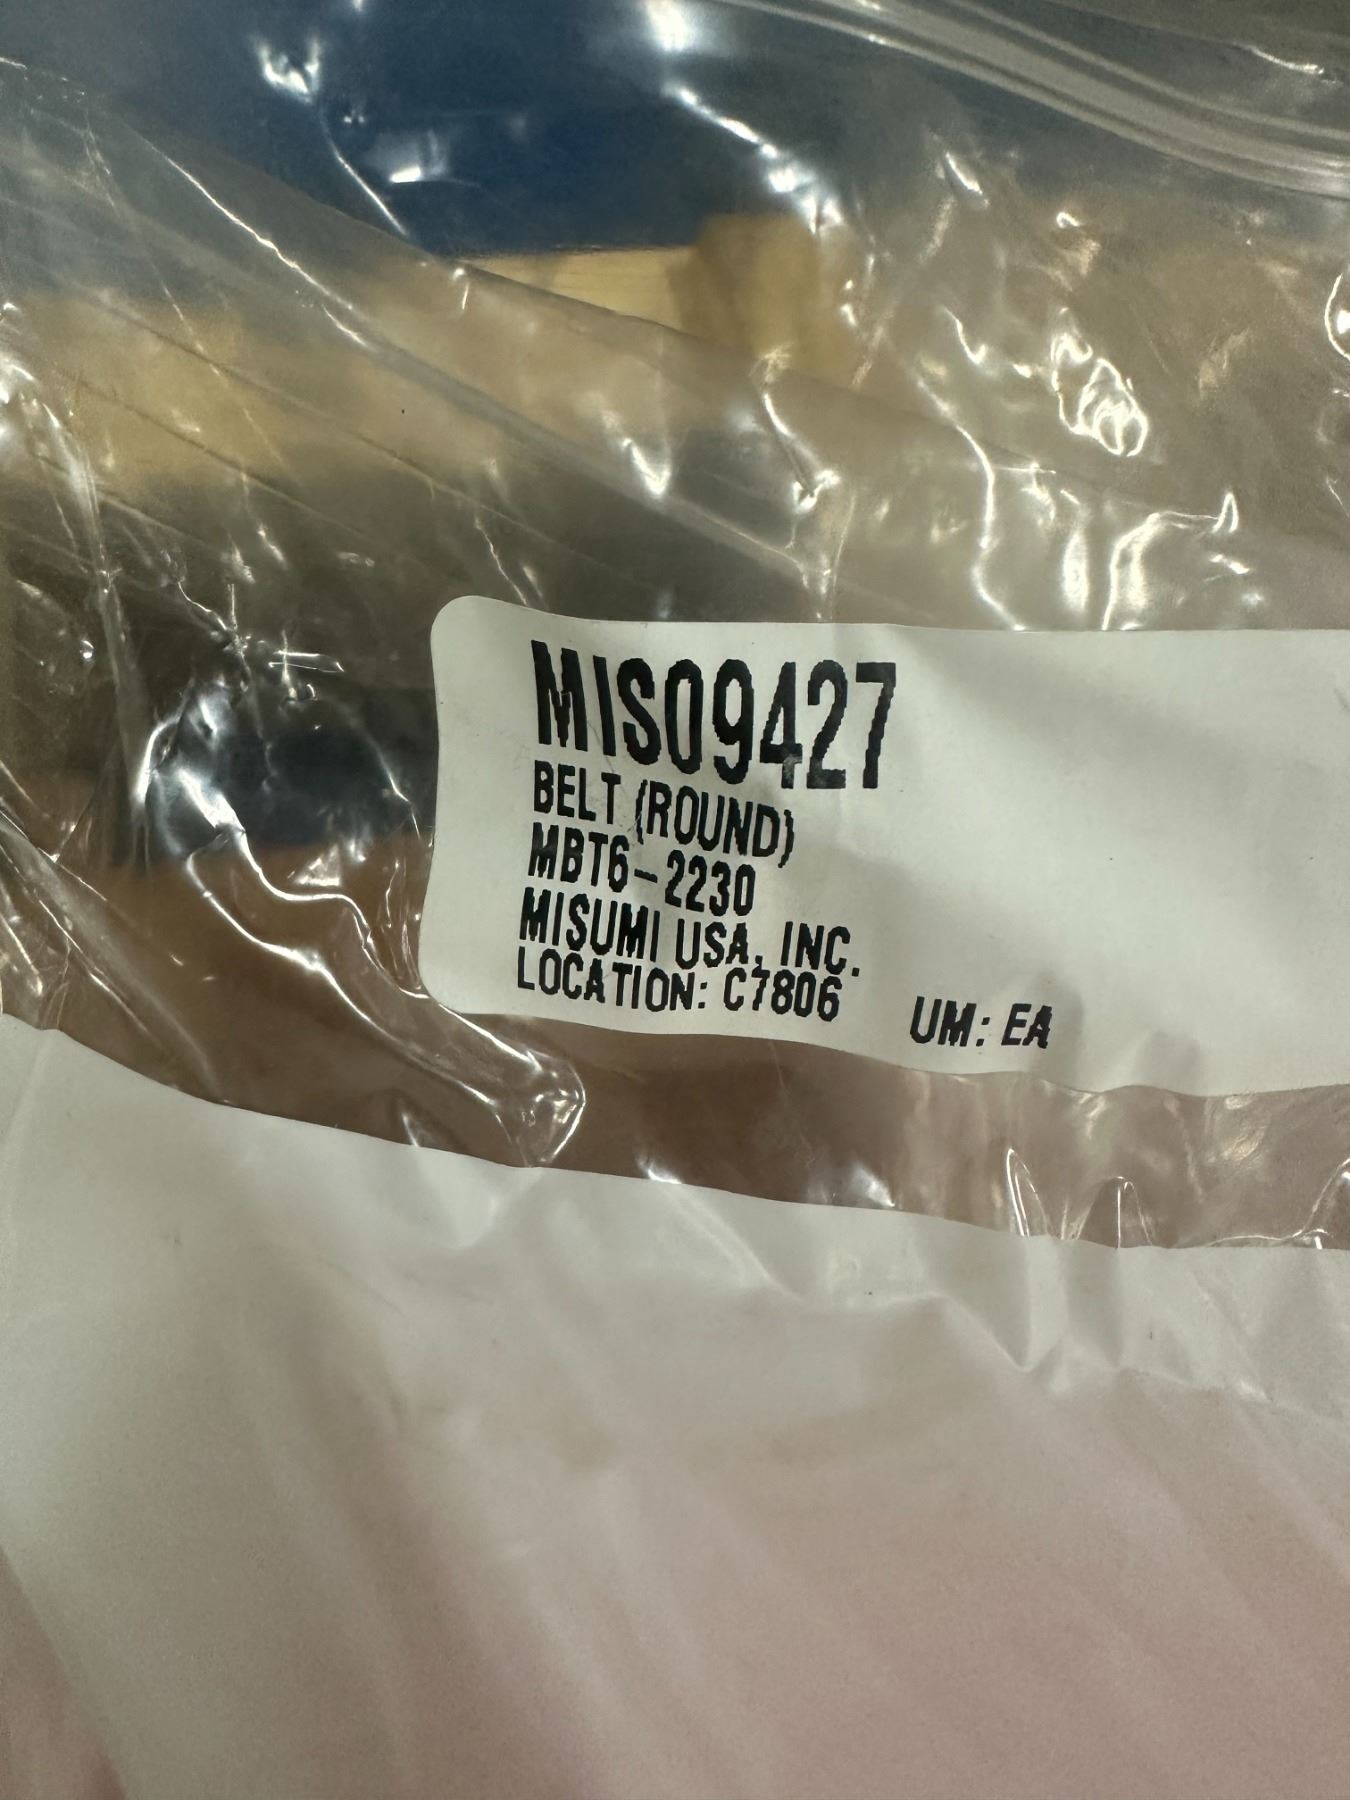 MIS09427
BELT (ROUND)
MBT6-2230
MISUMI USA, INC.
LOCATION: C7806 UM: EA